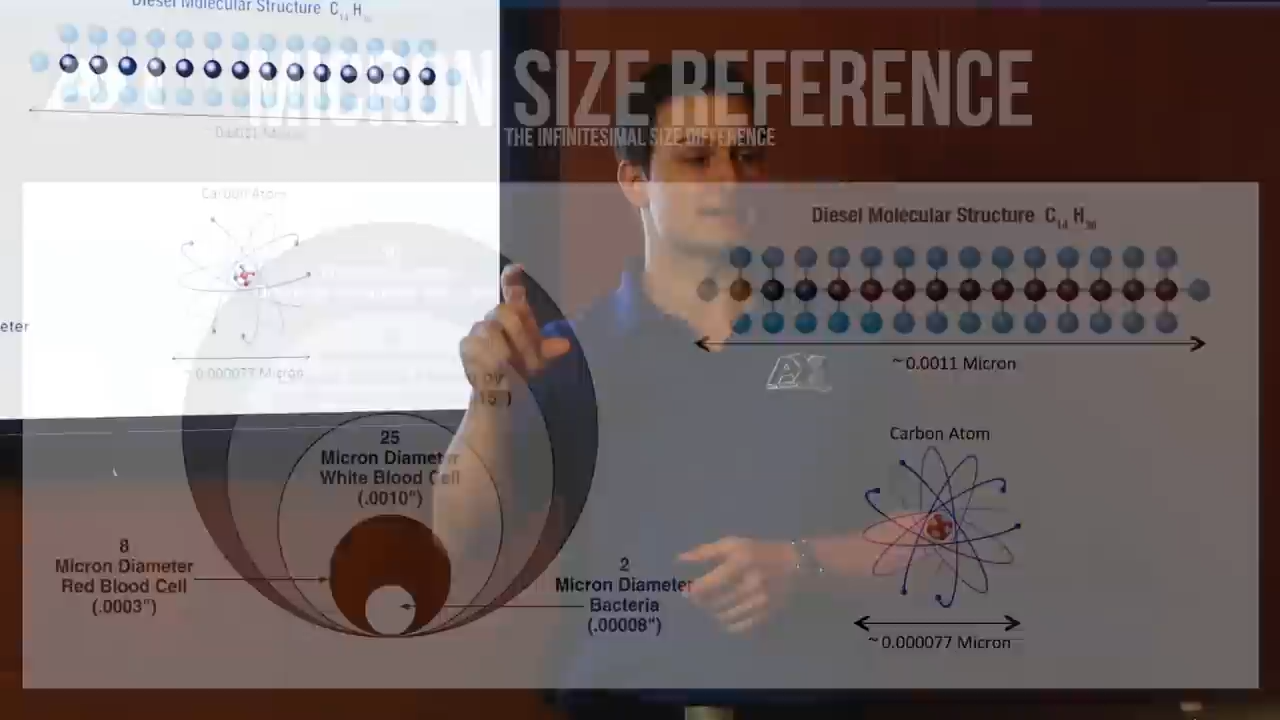 Diesel Molecular Structure C14 H30
MICRON SIZE REFERENCE
THE INFINITESIMAL SIZE DIFFERENCE
Carbon Atom
~0.000077 Micron
eter
Diesel Molecular Structure C14 H30
~0.0011 Micron
25
Micron Diameter
White Blood Cell
(.0010")
8
Micron Diameter
Red Blood Cell
(.0003")
2
Micron Diameter
Bacteria
(.00008")
Carbon Atom
~0.000077 Micron